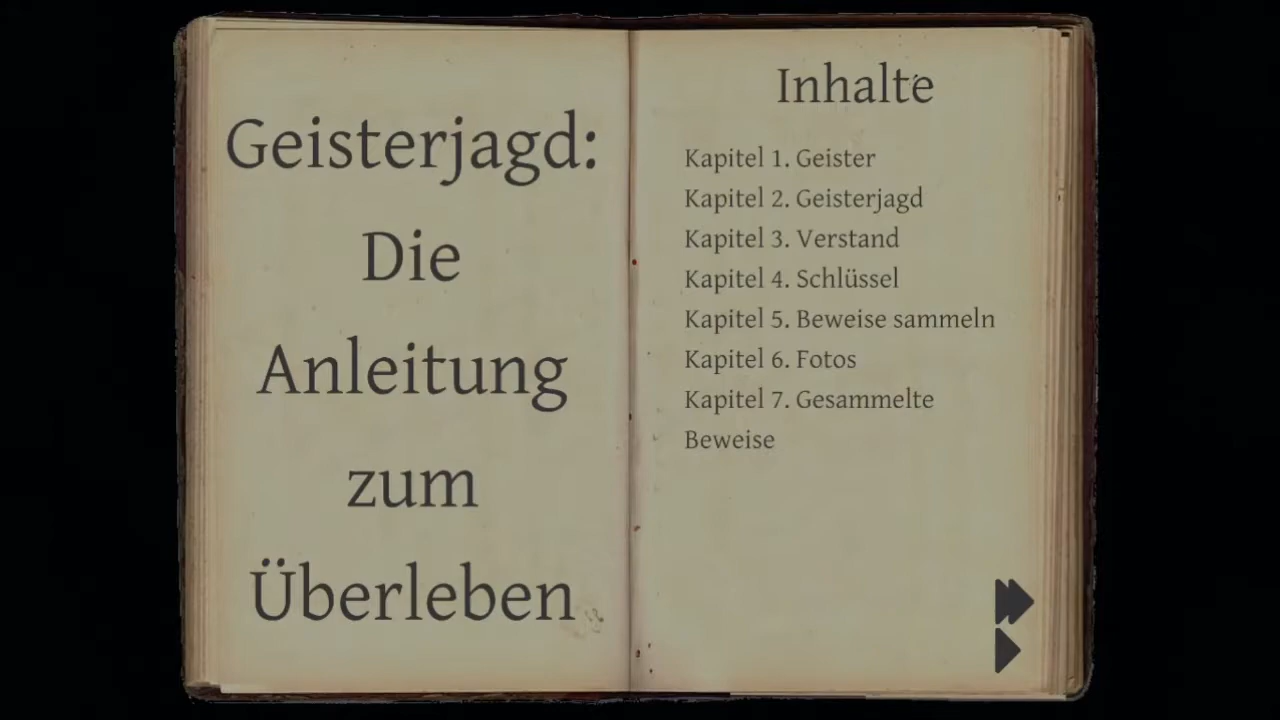 Geisterjagd:
Die
Anleitung
zum
Überleben
Inhalte
Kapitel 1. Geister
Kapitel 2. Geisterjagd
Kapitel 3. Verstand
Kapitel 4. Schlüssel
Kapitel 5. Beweise sammeln
Kapitel 6. Fotos
Kapitel 7. Gesammelte
Beweise